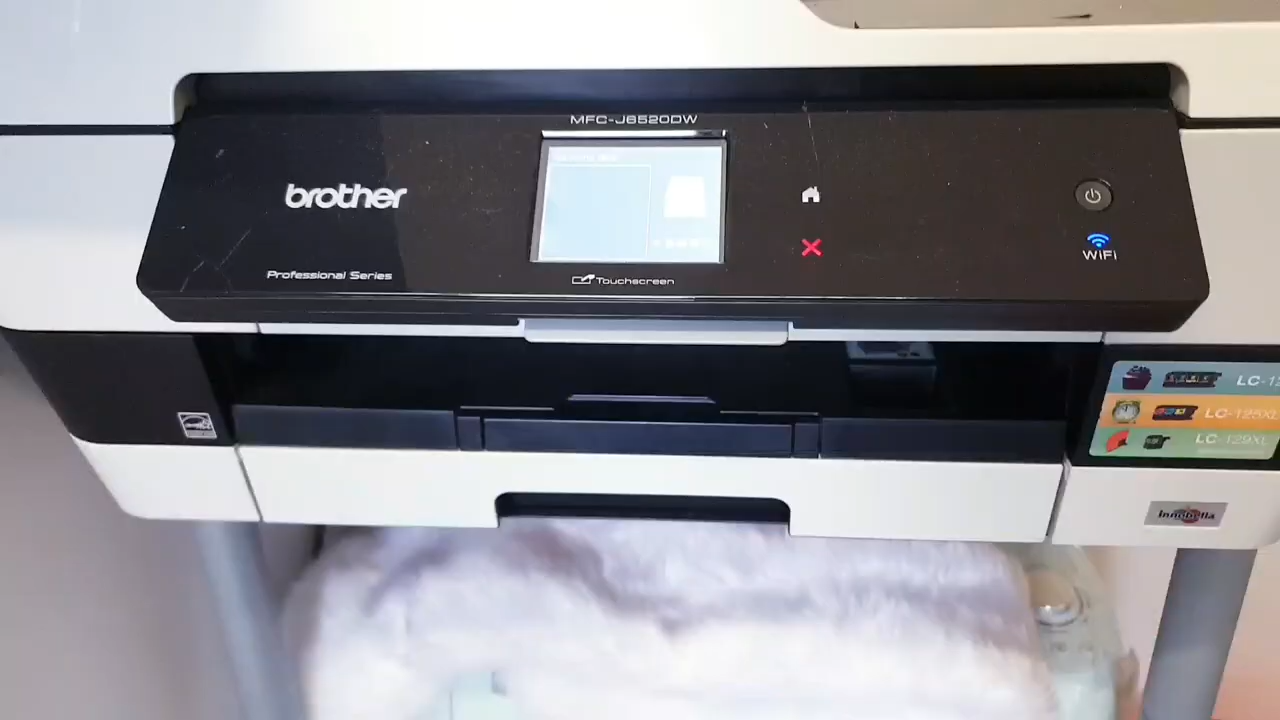 MFC-J6520DW
brother
Professional Series
Touchscreen
WiFi
LC-12
LC-125XL
LC-129XL
Innobella